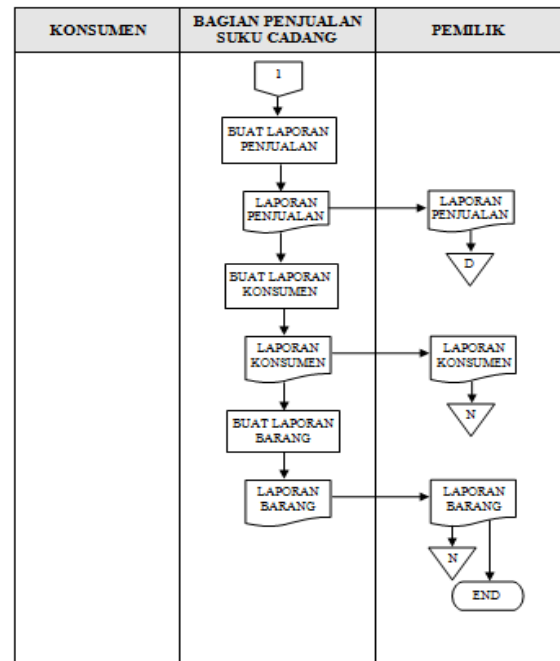 KONSUMEN
BAGIAN PENJUALAN
SUKU CADANG
PEMILIK
1
BUAT LAPORAN
PENJUALAN
LAPORAN
PENJUALAN
LAPORAN
PENJUALAN
D
BUAT LAPORAN
KONSUMEN
LAPORAN
KONSUMEN
LAPORAN
KONSUMEN
N
BUAT LAPORAN
BARANG
LAPORAN
BARANG
LAPORAN
BARANG
N
END